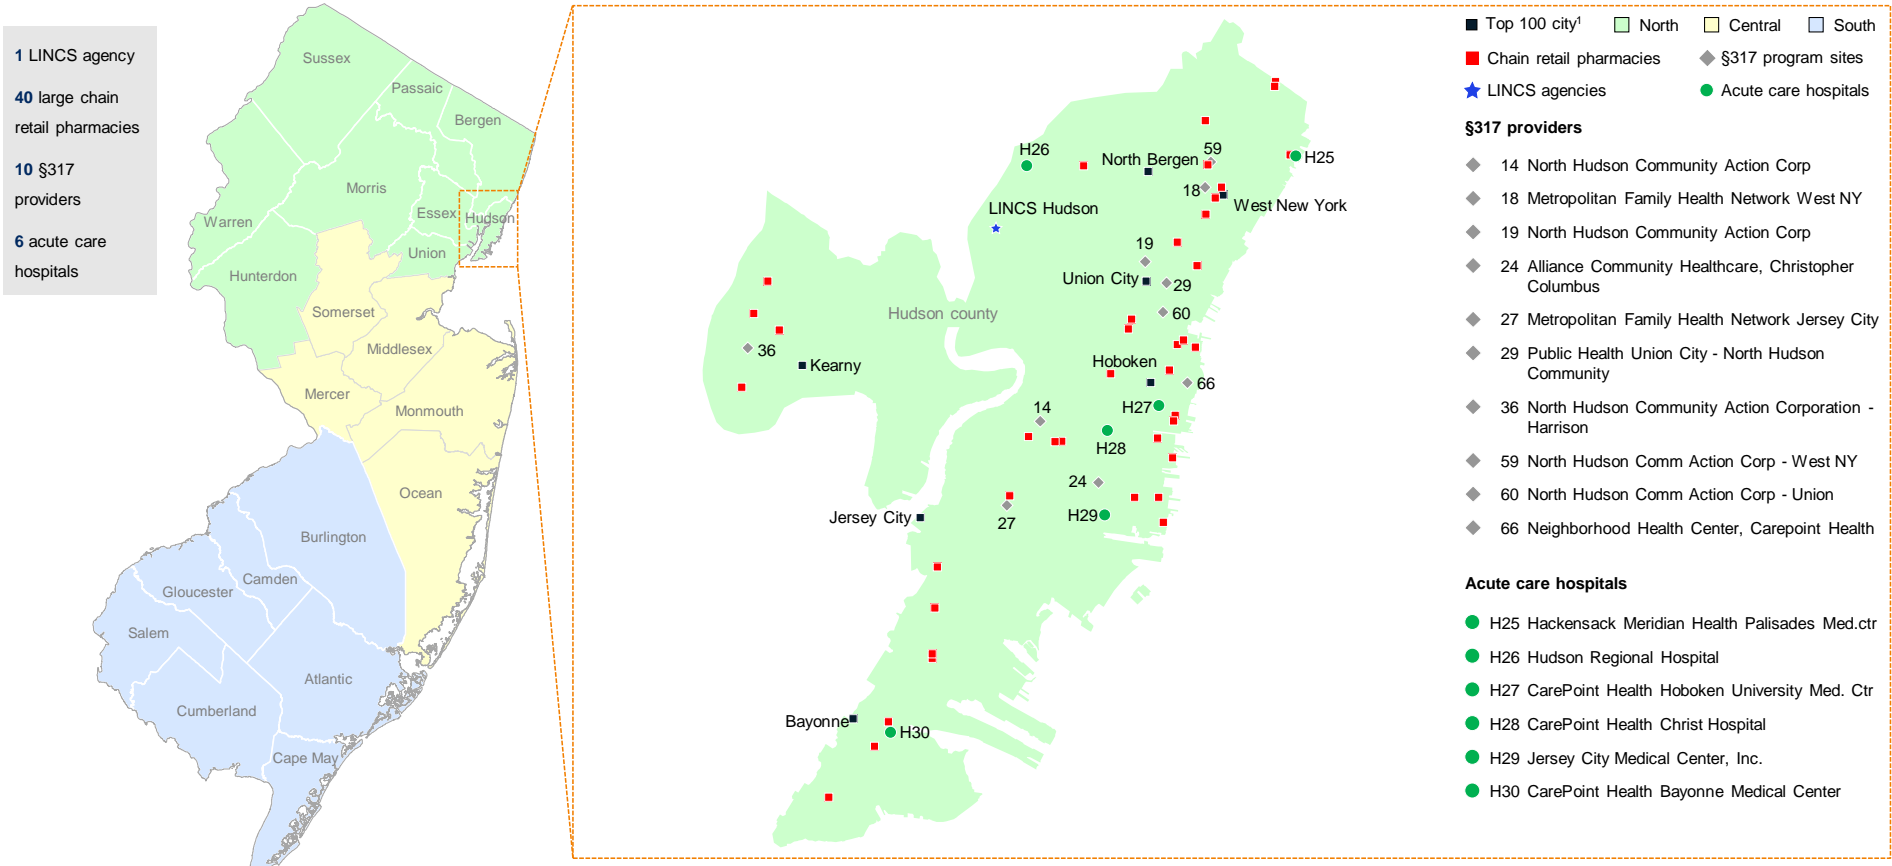 1 LINCS agency
40 large chain
retail pharmacies
10 §317
providers
6 acute care
hospitals
Sussex
Passaic
Bergen
Morris
Essex
Hudson
Warren
Union
Hunterdon
Somerset
Middlesex
Mercer
Monmouth
Ocean
Burlington
Camden
Gloucester
Salem
Atlantic
Cumberland
Cape May
H26
North Bergen
59
H25
18
West New York
LINCS Hudson
19
Union City
29
Hudson county
60
36
Kearny
Hoboken
66
14
H27
H28
24
27
H29
Jersey City
Bayonne
H30
Top 100 city¹
North
Central
South
Chain retail pharmacies
§317 program sites
LINCS agencies
Acute care hospitals
§317 providers
14 North Hudson Community Action Corp
18 Metropolitan Family Health Network West NY
19 North Hudson Community Action Corp
24 Alliance Community Healthcare, Christopher
Columbus
27 Metropolitan Family Health Network Jersey City
29 Public Health Union City - North Hudson
Community
36 North Hudson Community Action Corporation -
Harrison
59 North Hudson Comm Action Corp - West NY
60 North Hudson Comm Action Corp - Union
66 Neighborhood Health Center, Carepoint Health
Acute care hospitals
H25 Hackensack Meridian Health Palisades Med.ctr
H26 Hudson Regional Hospital
H27 CarePoint Health Hoboken University Med. Ctr
H28 CarePoint Health Christ Hospital
H29 Jersey City Medical Center, Inc.
H30 CarePoint Health Bayonne Medical Center